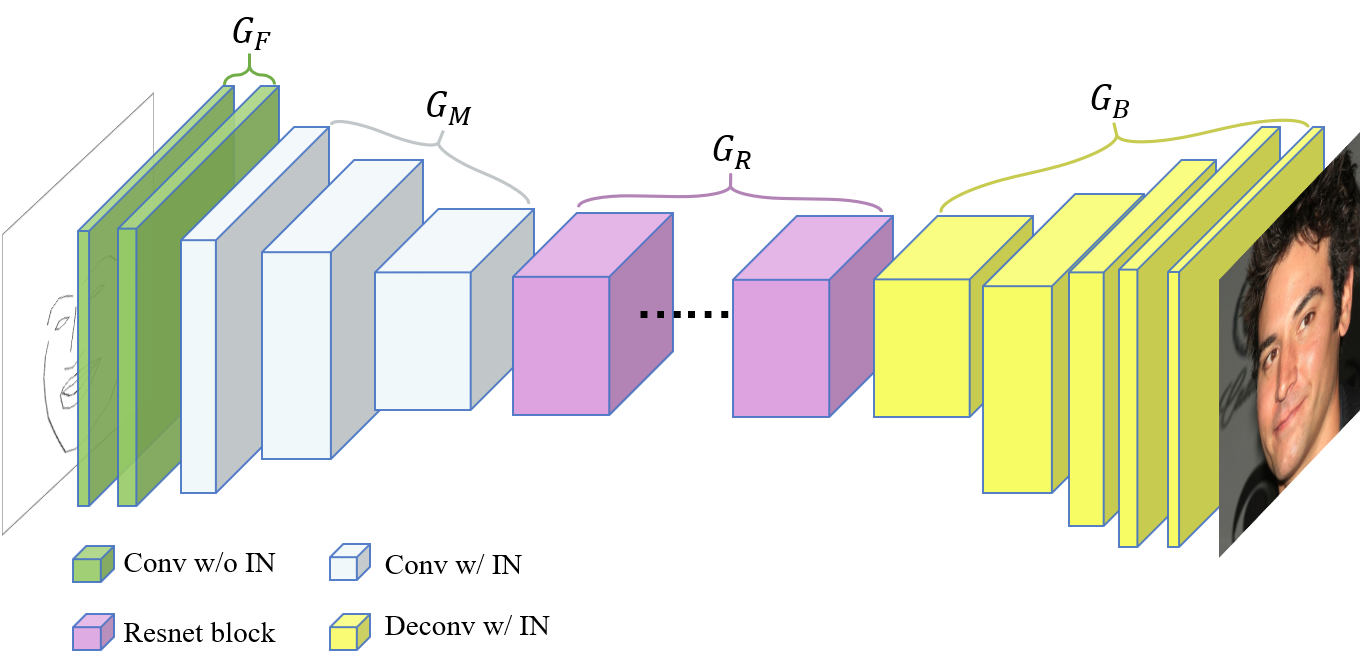 G_F
G_M
G_R
G_B
......
Conv w/o IN
Conv w/ IN
Resnet block
Deconv w/ IN